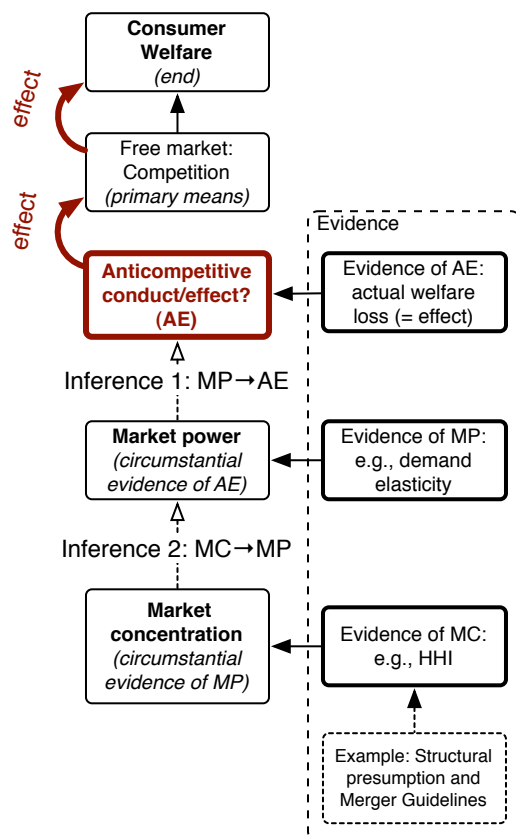 Consumer
Welfare
(end)
effect
Free market:
Competition
(primary means)
effect
Evidence
Anticompetitive
conduct/effect?
(AE)
Evidence of AE:
actual welfare
loss (= effect)
Inference 1: MP→AE
Market power
(circumstantial
evidence of AE)
Evidence of MP:
e.g., demand
elasticity
Inference 2: MC→MP
Market
concentration
(circumstantial
evidence of MP)
Evidence of MC:
e.g., HHI
Example: Structural
presumption and
Merger Guidelines